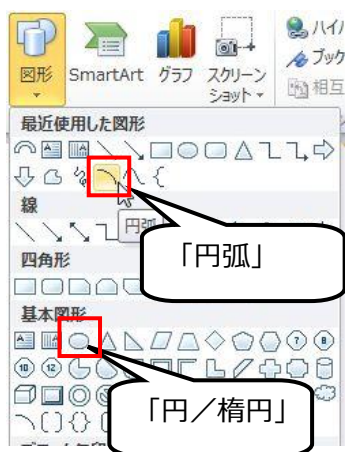 図形 SmartArt グラフ スクリーン
ショット
ハイ
ブック
相互
最近使用した図形
線
円弧
「円弧」
四角形
基本図形
「円／楕円」